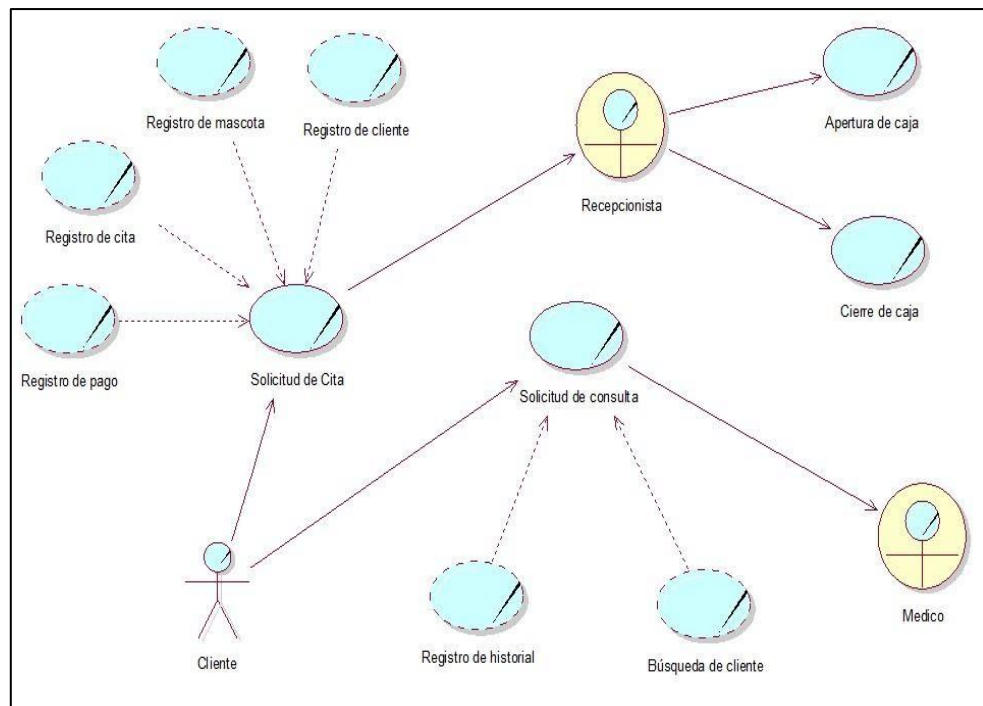 Registro de mascota
Registro de cliente
Apertura de caja
Recepcionista
Registro de cita
Cierre de caja
Registro de pago
Solicitud de Cita
Solicitud de consulta
Medico
Cliente
Registro de historial
Búsqueda de cliente